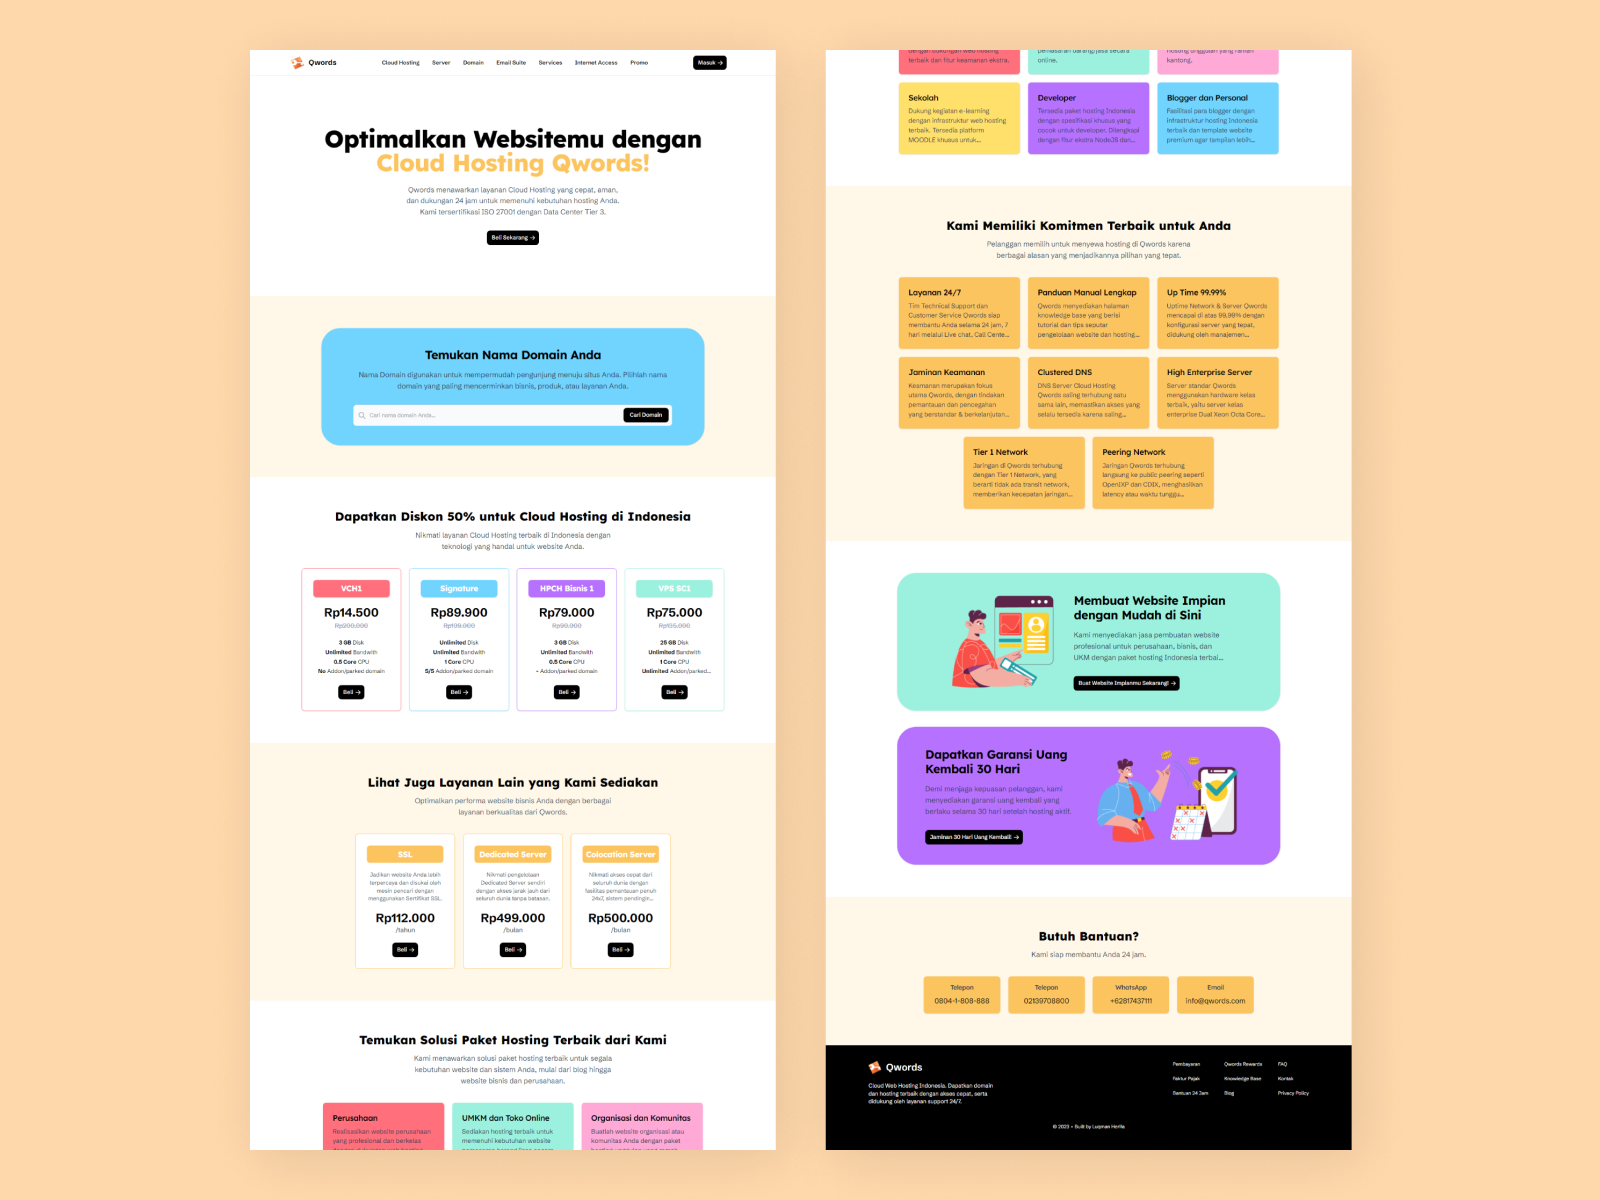 Qwords
Cloud Hosting
Server
Domain
Email Suite
Services
Internet Access
Promo
Masuk →
Optimalkan Websitemu dengan
Cloud Hosting Qwords!
Qwords menawarkan layanan Cloud Hosting yang cepat, aman,
dan dukungan 24 jam untuk memenuhi kebutuhan hosting Anda.
Kami tersertifikasi ISO 27001 dengan Data Center Tier 3.
Beli Sekarang →
Temukan Nama Domain Anda
Nama Domain digunakan untuk mempermudah pengunjung menuju situs Anda. Pilihlah nama
domain yang paling mencerminkan bisnis, produk, atau layanan Anda.
Cari nama domain Anda...
Cari Domain
Dapatkan Diskon 50% untuk Cloud Hosting di Indonesia
Nikmati layanan Cloud Hosting terbaik di Indonesia dengan
teknologi yang handal untuk website Anda.
VCH1
Rp14.500
3 GB Disk
Unlimited Bandwith
0.5 Core CPU
No Addon/parked domain
Beli →
Signature
Rp89.900
Unlimited Disk
Unlimited Bandwith
1 Core CPU
5/5 Addon/parked domain
Beli →
HPCH Bisnis 1
Rp79.000
3 GB Disk
Unlimited Bandwith
0.5 Core CPU
- Addon/parked domain
Beli →
VPS SC1
Rp75.000
25 GB Disk
Unlimited Bandwith
1 Core CPU
Unlimited Addon/parked...
Beli →
Lihat Juga Layanan Lain yang Kami Sediakan
Optimalkan performa website bisnis Anda dengan berbagai
layanan berkualitas dari Qwords.
SSL
Jadikan website Anda lebih
terpercaya dan disukai oleh
mesin pencari dengan
menggunakan Sertifikat SSL.
Rp112.000
/tahun
Beli →
Dedicated Server
Nikmati pengelolaan
Dedicated Server sendiri
dengan akses jarak jauh dari
seluruh dunia tanpa batasan.
Rp499.000
/bulan
Beli →
Colocation Server
Nikmati akses cepat dari
seluruh dunia dengan
fasilitas pemantauan penuh
24x7, sistem pendingin...
Rp500.000
/bulan
Beli →
Temukan Solusi Paket Hosting Terbaik dari Kami
Kami menawarkan solusi paket hosting terbaik untuk segala
kebutuhan website dan sistem Anda, mulai dari blog hingga
website bisnis dan perusahaan.
Perusahaan
Realisasikan website perusahaan
yang profesional dan berkelas
UMKM dan Toko Online
Sediakan hosting terbaik untuk
memenuhi kebutuhan website
Organisasi dan Komunitas
Buatlah website organisasi atau
komunitas Anda dengan paket
dengan dukungan web hosting
terbaik dan fitur keamanan ekstra.
pemasaran barang/jasa secara
online.
hosting unggulan yang ramah
kantong.
Sekolah
Dukung kegiatan e-learning
dengan infrastruktur web hosting
terbaik. Tersedia platform
MOODLE khusus untuk...
Developer
Tersedia paket hosting Indonesia
dengan spesifikasi khusus yang
cocok untuk developer. Dilengkapi
dengan fitur ekstra NodeJS dan...
Blogger dan Personal
Fasilitasi para blogger dengan
infrastruktur hosting Indonesia
terbaik dan template website
premium agar tampilan lebih...
Kami Memiliki Komitmen Terbaik untuk Anda
Pelanggan memilih untuk menyewa hosting di Qwords karena
berbagai alasan yang menjadikannya pilihan yang tepat.
Layanan 24/7
Tim Technical Support dan
Customer Service Qwords siap
membantu Anda selama 24 jam, 7
hari melalui Live chat, Call Cente...
Panduan Manual Lengkap
Qwords menyediakan halaman
knowledge base yang berisi
tutorial dan tips seputar
pengelolaan website dan hosting...
Up Time 99.99%
Uptime Network & Server Qwords
mencapai di atas 99,99% dengan
konfigurasi server yang tepat,
didukung oleh manajemen...
Jaminan Keamanan
Keamanan merupakan fokus
utama Qwords, dengan tindakan
pemantauan dan pencegahan
yang berstandar & berkelanjutan...
Clustered DNS
DNS Server Cloud Hosting
Qwords saling terhubung satu
sama lain, memastikan akses yang
selalu tersedia karena saling...
High Enterprise Server
Server standar Qwords
menggunakan hardware kelas
terbaik, yaitu server kelas
enterprise Dual Xeon Octa Core...
Tier 1 Network
Jaringan di Qwords terhubung
dengan Tier 1 Network, yang
berarti tidak ada transit network,
memberikan kecepatan jaringan...
Peering Network
Jaringan Qwords terhubung
langsung ke public peering seperti
OpenIXP dan CDIX, menghasilkan
latency atau waktu tunggu...
Membuat Website Impian
dengan Mudah di Sini
Kami menyediakan jasa pembuatan website
profesional untuk perusahaan, bisnis, dan
UKM dengan paket hosting Indonesia terbai...
Buat Website Impianmu Sekarang! →
Dapatkan Garansi Uang
Kembali 30 Hari
Demi menjaga kepuasan pelanggan, kami
menyediakan garansi uang kembali yang
berlaku selama 30 hari setelah hosting aktif.
Jaminan 30 Hari Uang Kembali! →
Butuh Bantuan?
Kami siap membantu Anda 24 jam.
Telepon
0804-1-808-888
Telepon
02139708800
WhatsApp
+62817437111
Email
info@qwords.com
Qwords
Cloud Web Hosting Indonesia. Dapatkan domain
dan hosting terbaik dengan akses cepat, serta
didukung oleh layanan support 24/7.
Pembayaran
Faktur Pajak
Bantuan 24 Jam
Qwords Rewards
Knowledge Base
Blog
FAQ
Kontak
Privacy Policy
© 2023 • Built by Luqman Herifa